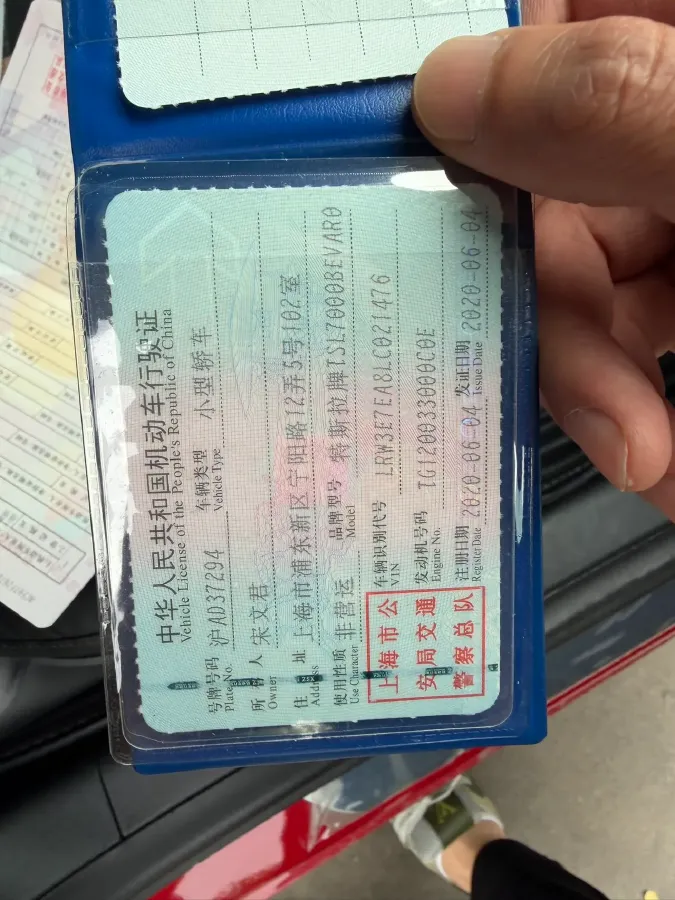 中华人民共和国机动车行驶证
Vehicle License of the People's Republic of China
号牌号码 沪AD37294 车辆类型 小型轿车
Plate No. Vehicle Type
所有人 宋文君
Owner
住址 上海市浦东新区宁阳路12弄5号102室
Address
使用性质 非营运 品牌型号 特斯拉牌TSL7000BEVAR0
Use Character Model
车辆识别代号 LRW3E7EA8LC021476
VIN
发动机号码 TG120033000C0E
Engine No.
注册日期 2020-06-04 发证日期 2020-06-04
Register Date Issue Date
上海市公
安局交通
警察总队